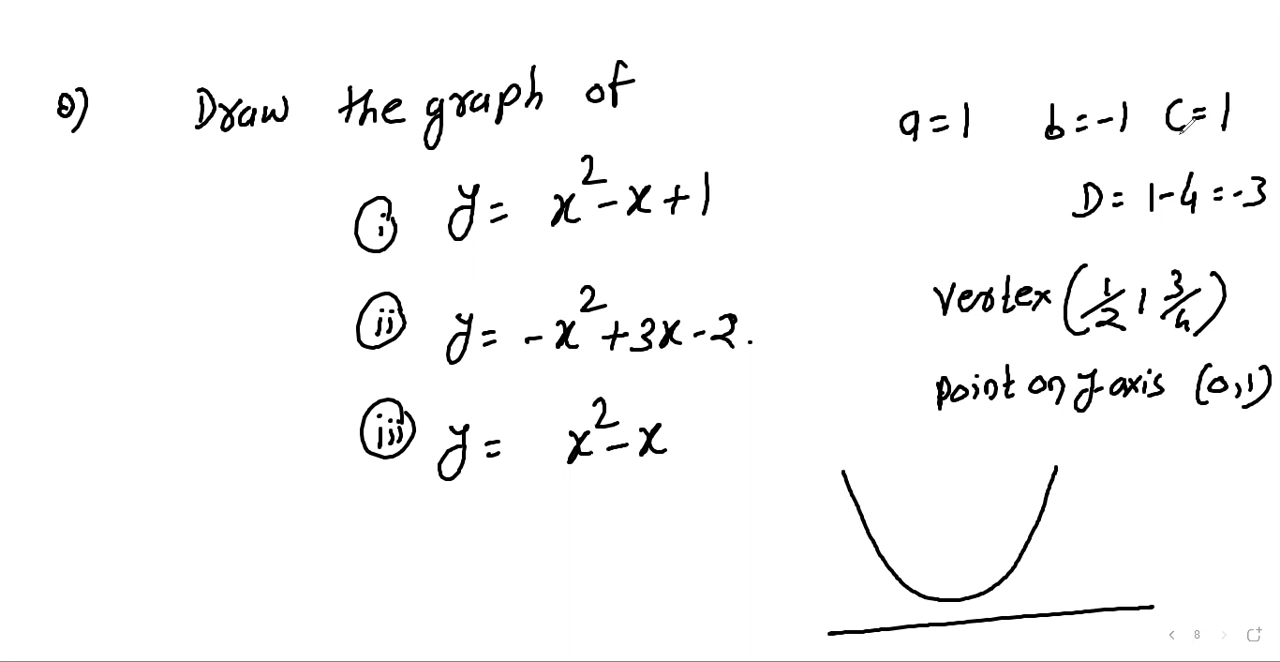 Q) Draw the graph of
(i) y = x² - x + 1
(ii) y = -x² + 3x - 2.
(iii) y = x² - x
a = 1 b = -1 C = 1
D = 1 - 4 = -3
Vertex (1/2, 3/4)
point on y-axis (0,1)
8